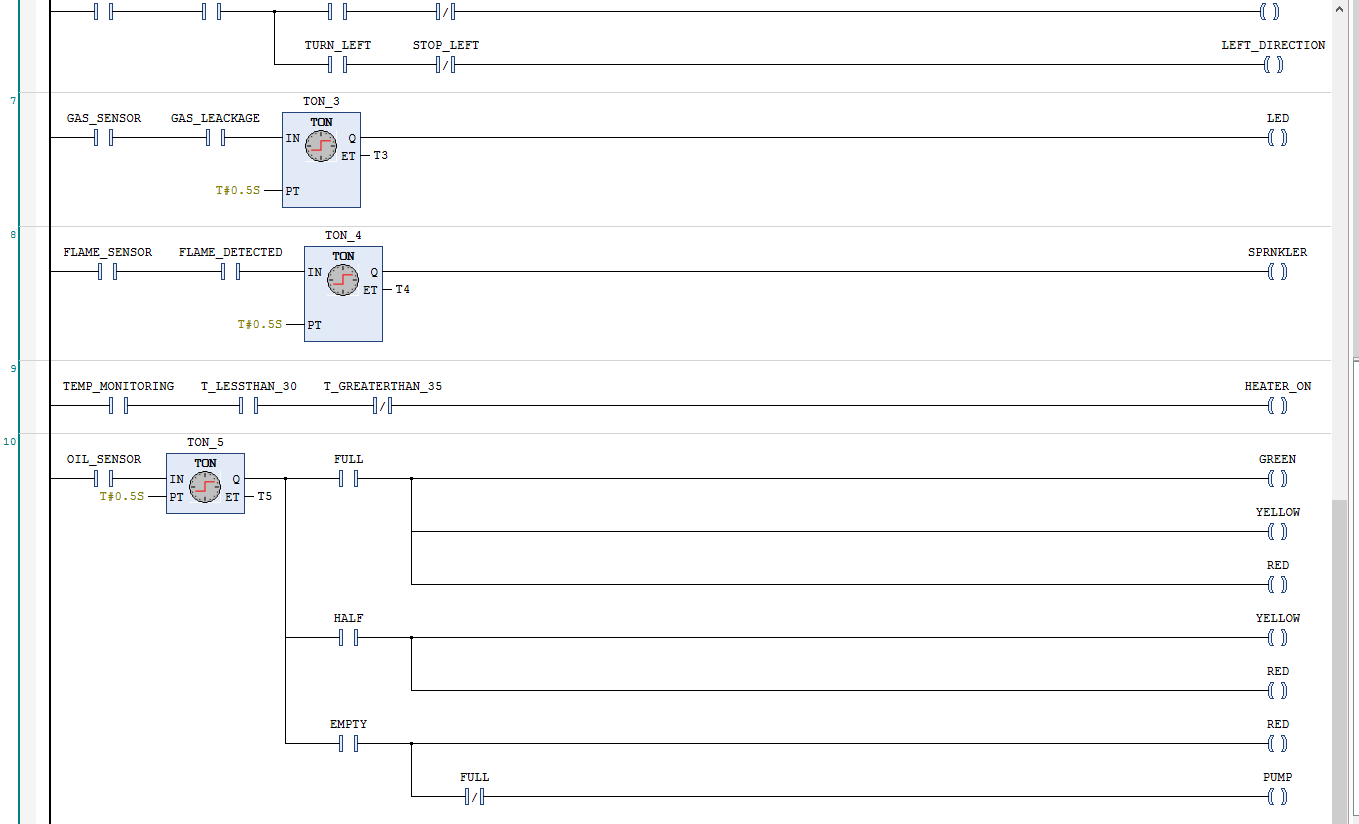 TURN_LEFT STOP_LEFT LEFT_DIRECTION
7
TON_3
GAS_SENSOR GAS_LEACKAGE TON LED
IN Q
ET T3
T#0.5S PT
8
TON_4
FLAME_SENSOR FLAME_DETECTED TON SPRNKLER
IN Q
ET T4
T#0.5S PT
9
TEMP_MONITORING T_LESSTHAN_30 T_GREATERTHAN_35 HEATER_ON
10
TON_5
OIL_SENSOR TON FULL GREEN
IN Q
T#0.5S PT ET T5
YELLOW
RED
HALF YELLOW
RED
EMPTY RED
FULL PUMP